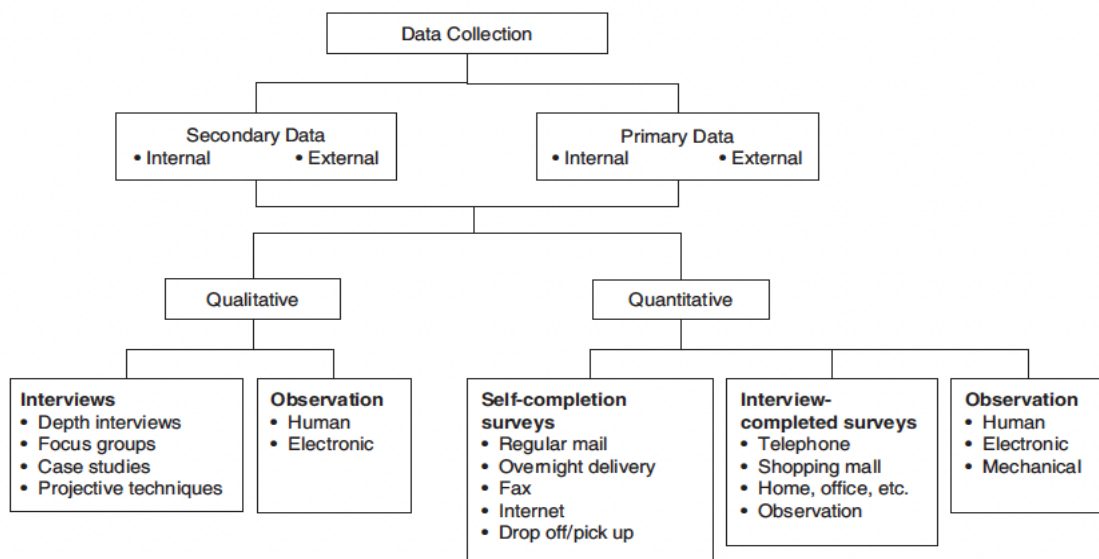 Data Collection
Secondary Data
• Internal • External
Primary Data
• Internal • External
Qualitative
Quantitative
Interviews
• Depth interviews
• Focus groups
• Case studies
• Projective techniques
Observation
• Human
• Electronic
Self-completion
surveys
• Regular mail
• Overnight delivery
• Fax
• Internet
• Drop off/pick up
Interview-
completed surveys
• Telephone
• Shopping mall
• Home, office, etc.
• Observation
Observation
• Human
• Electronic
• Mechanical